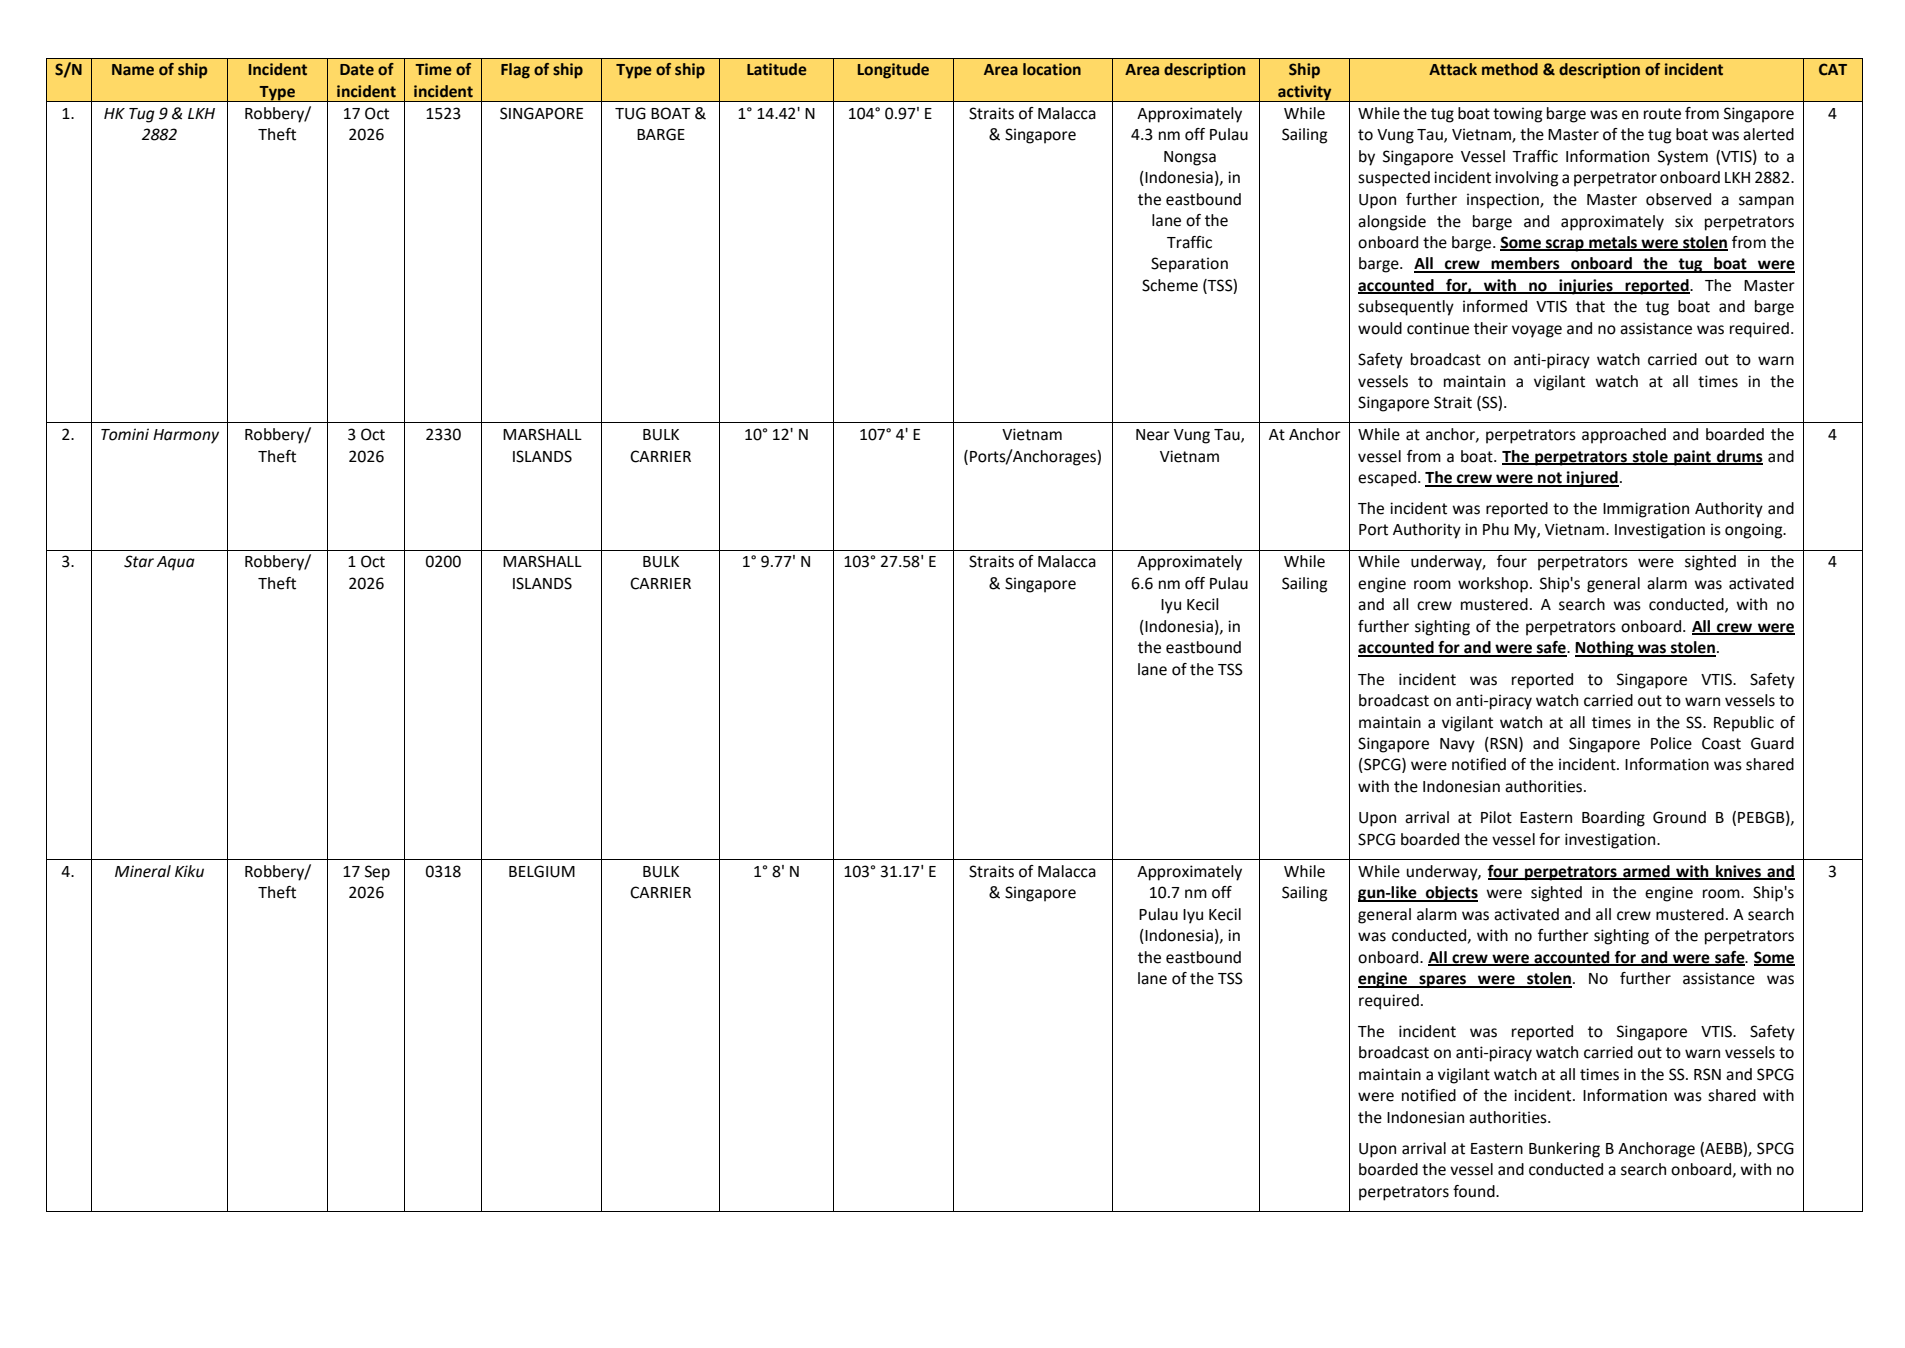 S/N
Name of ship
Incident
Type
Date of
incident
Time of
incident
Flag of ship
Type of ship
Latitude
Longitude
Area location
Area description
Ship
activity
Attack method & description of incident
CAT
1.
HK Tug 9 & LKH
2882
Robbery/
Theft
17 Oct
2026
1523
SINGAPORE
TUG BOAT &
BARGE
1° 14.42' N
104° 0.97' E
Straits of Malacca
& Singapore
Approximately
4.3 nm off Pulau
Nongsa
(Indonesia), in
the eastbound
lane of the
Traffic
Separation
Scheme (TSS)
While
Sailing
While the tug boat towing barge was en route from Singapore
to Vung Tau, Vietnam, the Master of the tug boat was alerted
by Singapore Vessel Traffic Information System (VTIS) to a
suspected incident involving a perpetrator onboard LKH 2882.
Upon further inspection, the Master observed a sampan
alongside the barge and approximately six perpetrators
onboard the barge. Some scrap metals were stolen from the
barge. All crew members onboard the tug boat were
accounted for, with no injuries reported. The Master
subsequently informed VTIS that the tug boat and barge
would continue their voyage and no assistance was required.
Safety broadcast on anti-piracy watch carried out to warn
vessels to maintain a vigilant watch at all times in the
Singapore Strait (SS).
4
2.
Tomini Harmony
Robbery/
Theft
3 Oct
2026
2330
MARSHALL
ISLANDS
BULK
CARRIER
10° 12' N
107° 4' E
Vietnam
(Ports/Anchorages)
Near Vung Tau,
Vietnam
At Anchor
While at anchor, perpetrators approached and boarded the
vessel from a boat. The perpetrators stole paint drums and
escaped. The crew were not injured.
The incident was reported to the Immigration Authority and
Port Authority in Phu My, Vietnam. Investigation is ongoing.
4
3.
Star Aqua
Robbery/
Theft
1 Oct
2026
0200
MARSHALL
ISLANDS
BULK
CARRIER
1° 9.77' N
103° 27.58' E
Straits of Malacca
& Singapore
Approximately
6.6 nm off Pulau
Iyu Kecil
(Indonesia), in
the eastbound
lane of the TSS
While
Sailing
While underway, four perpetrators were sighted in the
engine room workshop. Ship's general alarm was activated
and all crew mustered. A search was conducted, with no
further sighting of the perpetrators onboard. All crew were
accounted for and were safe. Nothing was stolen.
The incident was reported to Singapore VTIS. Safety
broadcast on anti-piracy watch carried out to warn vessels to
maintain a vigilant watch at all times in the SS. Republic of
Singapore Navy (RSN) and Singapore Police Coast Guard
(SPCG) were notified of the incident. Information was shared
with the Indonesian authorities.
Upon arrival at Pilot Eastern Boarding Ground B (PEBGB),
SPCG boarded the vessel for investigation.
4
4.
Mineral Kiku
Robbery/
Theft
17 Sep
2026
0318
BELGIUM
BULK
CARRIER
1° 8' N
103° 31.17' E
Straits of Malacca
& Singapore
Approximately
10.7 nm off
Pulau Iyu Kecil
(Indonesia), in
the eastbound
lane of the TSS
While
Sailing
While underway, four perpetrators armed with knives and
gun-like objects were sighted in the engine room. Ship's
general alarm was activated and all crew mustered. A search
was conducted, with no further sighting of the perpetrators
onboard. All crew were accounted for and were safe. Some
engine spares were stolen. No further assistance was
required.
The incident was reported to Singapore VTIS. Safety
broadcast on anti-piracy watch carried out to warn vessels to
maintain a vigilant watch at all times in the SS. RSN and SPCG
were notified of the incident. Information was shared with
the Indonesian authorities.
Upon arrival at Eastern Bunkering B Anchorage (AEBB), SPCG
boarded the vessel and conducted a search onboard, with no
perpetrators found.
3